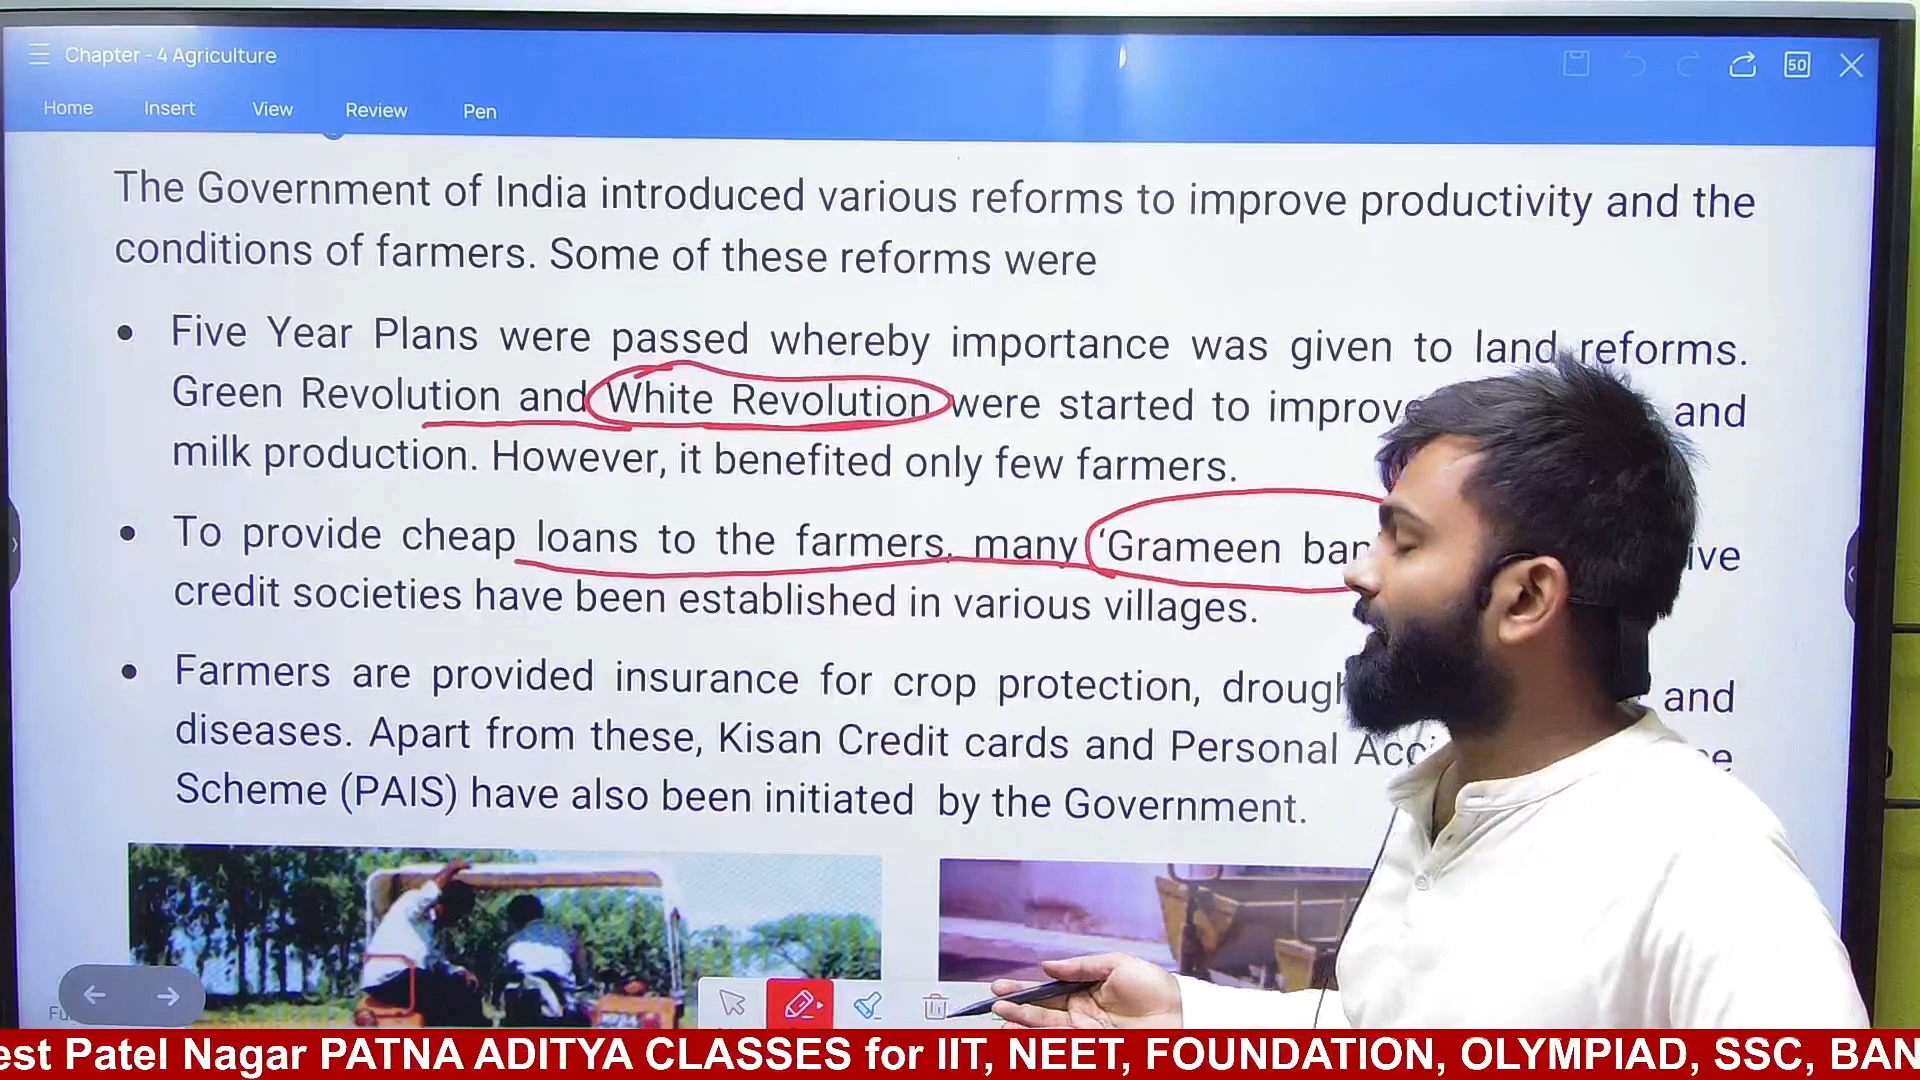 Chapter - 4 Agriculture
50
Home Insert View Review Pen
The Government of India introduced various reforms to improve productivity and the
conditions of farmers. Some of these reforms were
• Five Year Plans were passed whereby importance was given to land reforms.
Green Revolution and White Revolution were started to improve and
milk production. However, it benefited only few farmers.
• To provide cheap loans to the farmers, many ‘Grameen
credit societies have been established in various villages.
• Farmers are provided insurance for crop protection, and
diseases. Apart from these, Kisan Credit cards and Personal
Scheme (PAIS) have also been initiated by the Government.
Patel Nagar PATNA ADITYA CLASSES for IIT, NEET, FOUNDATION, OLYMPIAD, SSC,